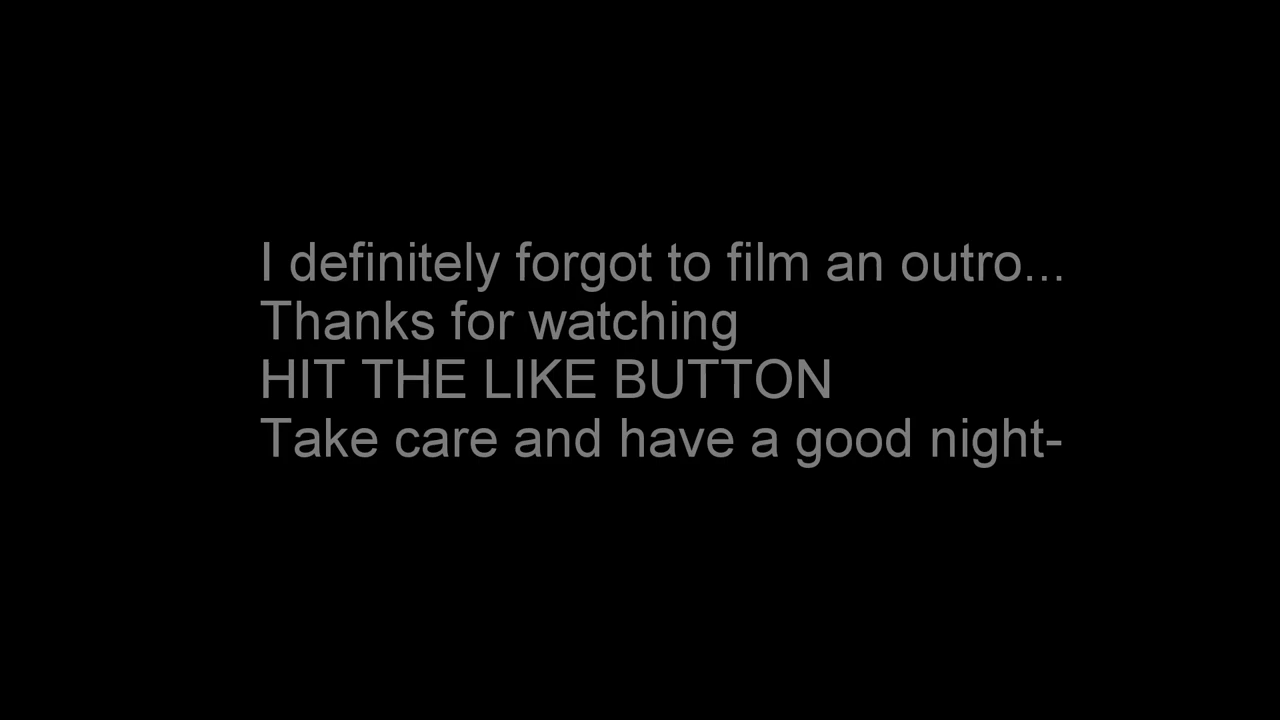 I definitely forgot to film an outro...
Thanks for watching
HIT THE LIKE BUTTON
Take care and have a good night-